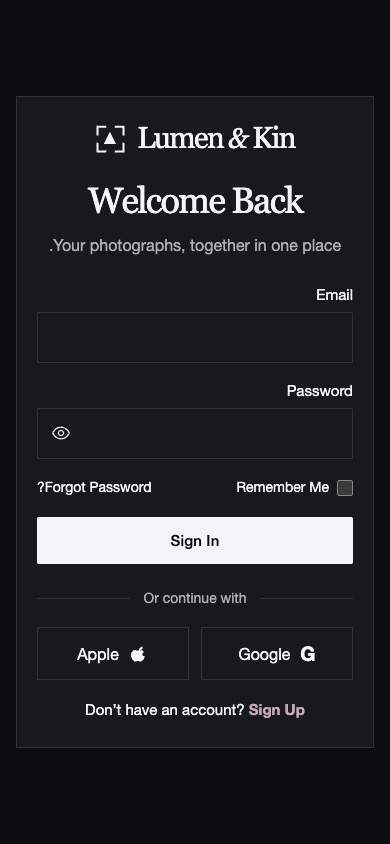 Lumen & Kin
Welcome Back
.Your photographs, together in one place
Email
Password
Remember Me
?Forgot Password
Sign In
Or continue with
Google
Apple
Don’t have an account? Sign Up